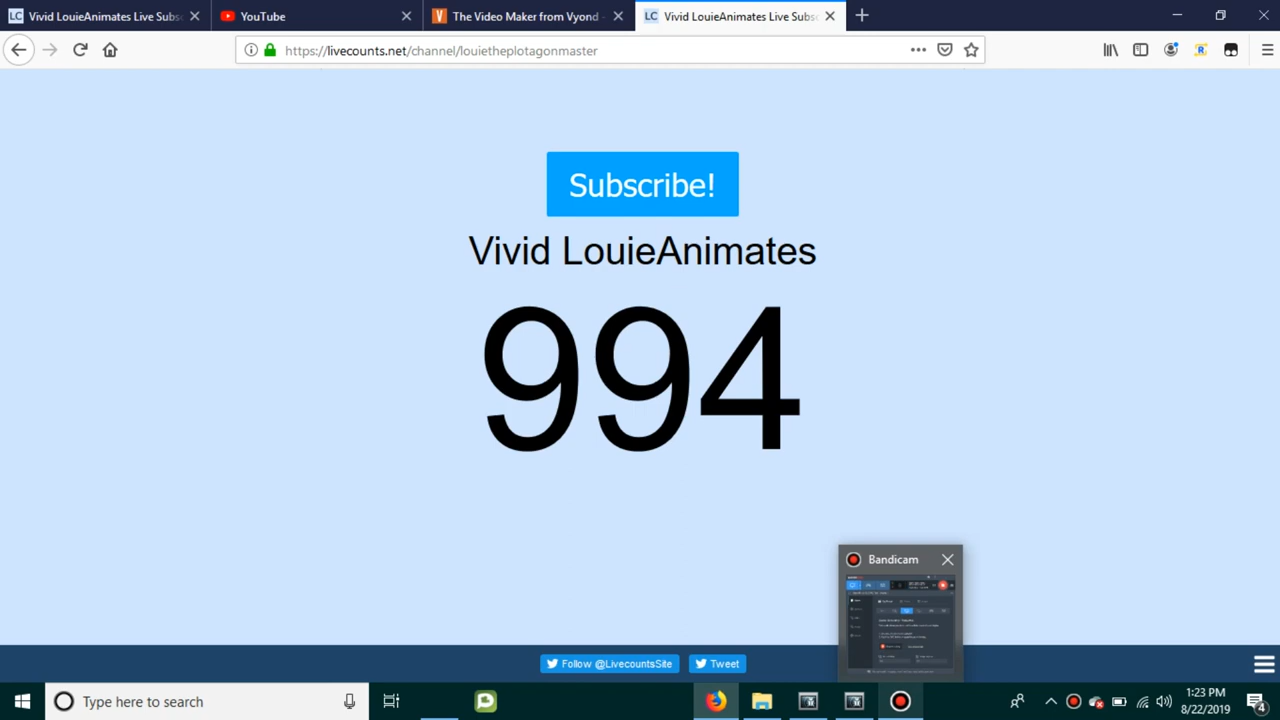 Vivid LouieAnimates Live Subs
YouTube
The Video Maker from Vyond -
Vivid LouieAnimates Live Subs
https://livecounts.net/channel/louietheplotagonmaster
Subscribe!
Vivid LouieAnimates
994
Bandicam
Follow @LivecountsSite
Tweet
Type here to search
1:23 PM
8/22/2019
4